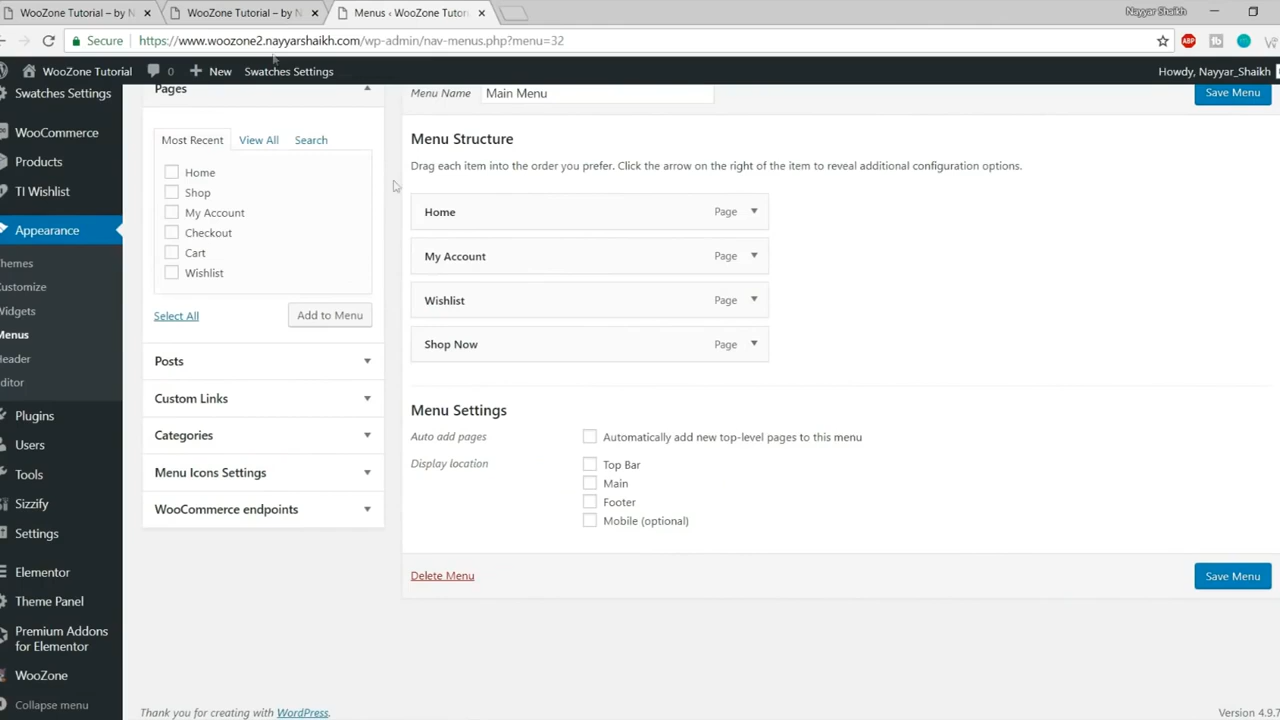 WooZone Tutorial – by N
WooZone Tutorial – by N
Menus ‹ WooZone Tutor
Nayyar Shaikh
Secure
https://www.woozone2.nayyarshaikh.com/wp-admin/nav-menus.php?menu=32
ABP
WooZone Tutorial
0
New
Swatches Settings
Howdy, Nayyar_Shaikh
Swatches Settings
WooCommerce
Products
TI Wishlist
Appearance
Themes
Customize
Widgets
Menus
Header
Editor
Plugins
Users
Tools
Sizzify
Settings
Elementor
Theme Panel
Premium Addons
for Elementor
WooZone
Collapse menu
Pages
Most Recent
View All
Search
Home
Shop
My Account
Checkout
Cart
Wishlist
Select All
Add to Menu
Posts
Custom Links
Categories
Menu Icons Settings
WooCommerce endpoints
Menu Name
Main Menu
Save Menu
Menu Structure
Drag each item into the order you prefer. Click the arrow on the right of the item to reveal additional configuration options.
Home Page
My Account Page
Wishlist Page
Shop Now Page
Menu Settings
Auto add pages
Automatically add new top-level pages to this menu
Display location
Top Bar
Main
Footer
Mobile (optional)
Delete Menu
Save Menu
Thank you for creating with WordPress.
Version 4.9.7